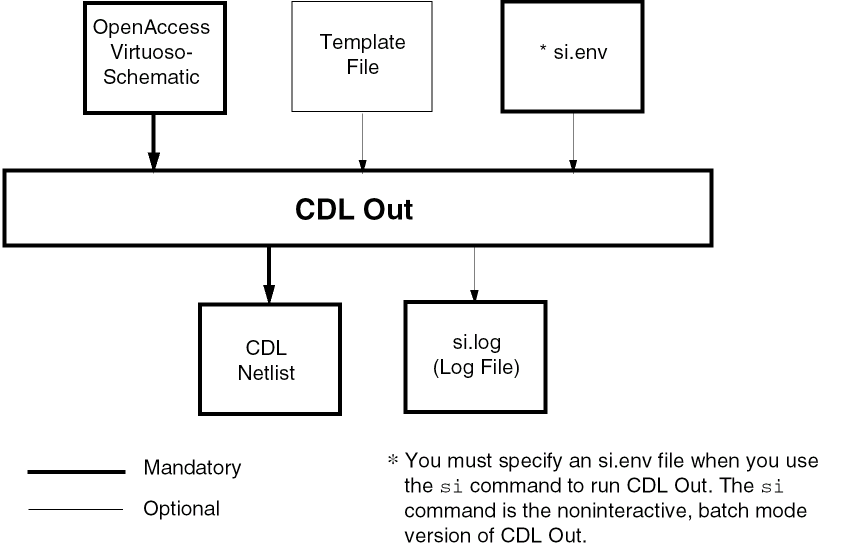 OpenAccess
Virtuoso-
Schematic
Template
File
* si.env
CDL Out
CDL
Netlist
si.log
(Log File)
Mandatory
Optional
* You must specify an si.env file when you use
the si command to run CDL Out. The si
command is the noninteractive, batch mode
version of CDL Out.